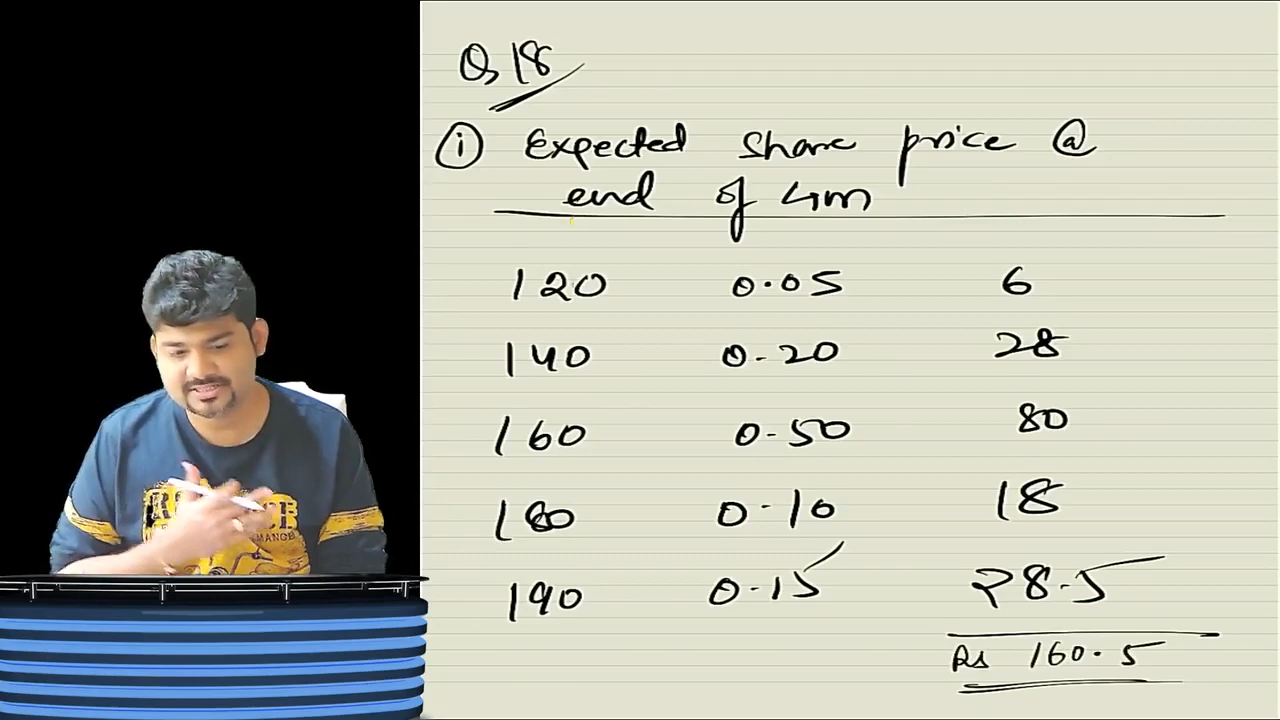 Q 18
i Expected share price @
end of 4m
120 0.05 6
140 0.20 28
160 0.50 80
180 0.10 18
190 0.15 28.5
Rs 160.5